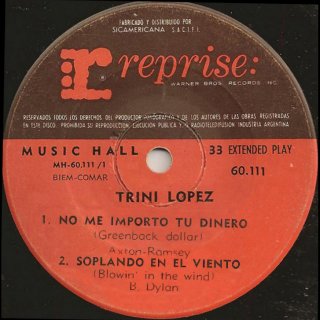 FABRICADO Y DISTRIBUIDO POR
SICAMERICANA S.A.C.I.F.I.
r reprise:
WARNER BROS. RECORDS INC.
RESERVADOS TODOS LOS DERECHOS DEL PRODUCTOR FONOGRAFICO Y DE LOS AUTORES DE LAS OBRAS REGISTRADAS
EN ESTE DISCO. PROHIBIDA SU REPRODUCCION, EJECUCION PUBLICA Y RADIOTELEDIFUSION INDUSTRIA ARGENTINA
MUSIC HALL 33 EXTENDED PLAY
MH-60.111/1 60.111
BIEM-COMAR
TRINI LOPEZ
1. NO ME IMPORTO TU DINERO
(Greenback dollar)
Axton-Ramsey
2. SOPLANDO EN EL VIENTO
(Blowin' in the wind)
B. Dylan